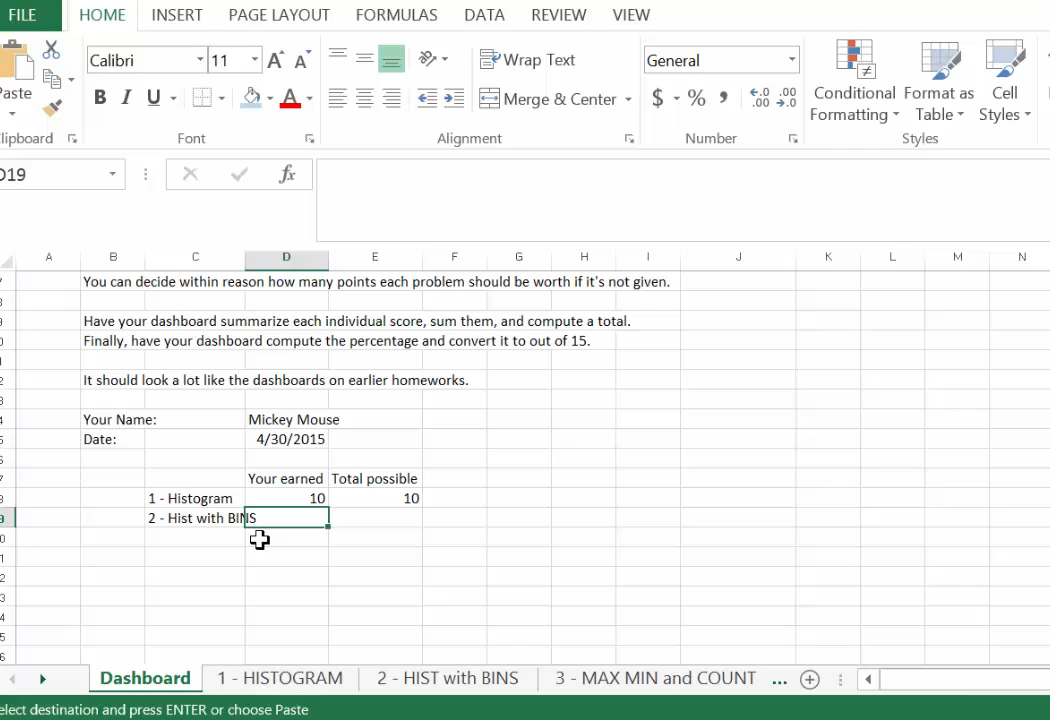 FILE HOME INSERT PAGE LAYOUT FORMULAS DATA REVIEW VIEW
Calibri 11 Wrap Text General
Paste B I U A Merge & Center $ % Conditional Formatting Format as Table Cell Styles
lipboard Font Alignment Number Styles
D19 fx
A B C D E F G H I J K L M N
You can decide within reason how many points each problem should be worth if it's not given.
Have your dashboard summarize each individual score, sum them, and compute a total.
Finally, have your dashboard compute the percentage and convert it to out of 15.
It should look a lot like the dashboards on earlier homeworks.
Your Name: Mickey Mouse
Date: 4/30/2015
Your earned Total possible
1 - Histogram 10 10
2 - Hist with BINS
Dashboard 1 - HISTOGRAM 2 - HIST with BINS 3 - MAX MIN and COUNT ...
elect destination and press ENTER or choose Paste